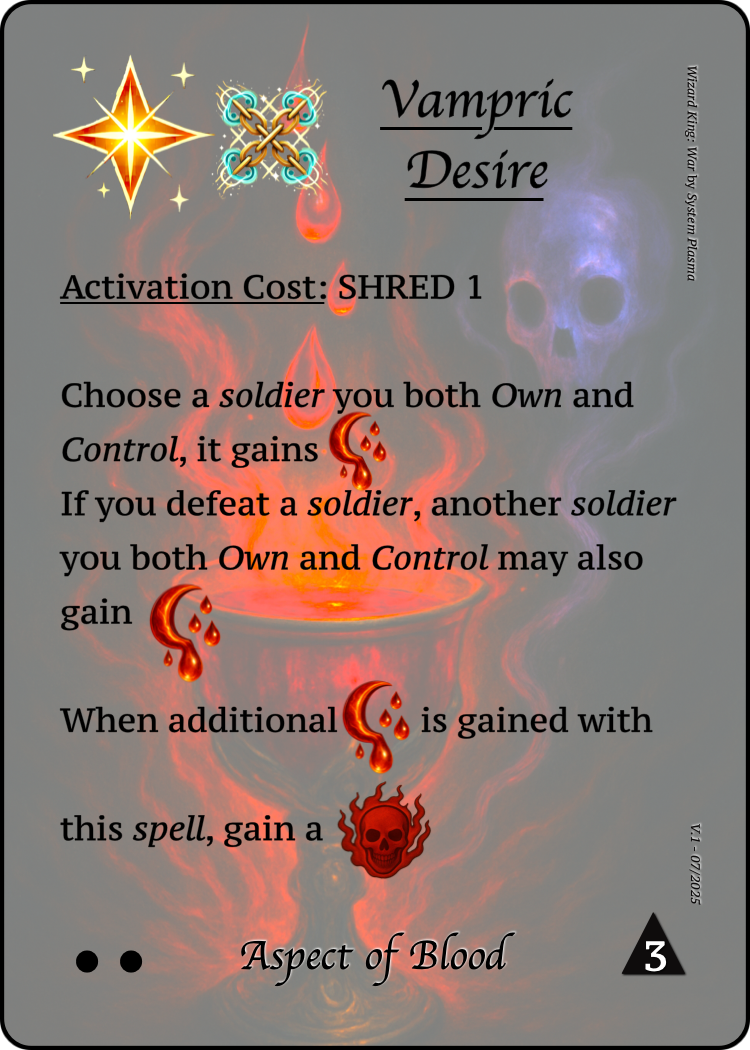 Vampric
Desire
Wizard King: War by System Plasma
Activation Cost: SHRED 1
Choose a soldier you both Own and
Control, it gains
If you defeat a soldier, another soldier
you both Own and Control may also
gain
When additional is gained with
this spell, gain a
V.1 - 07/2025
Aspect of Blood
3